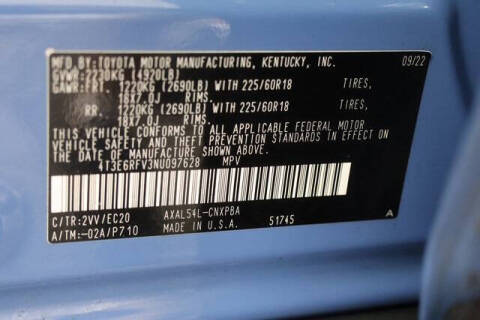 MFD.BY:TOYOTA MOTOR MANUFACTURING, KENTUCKY, INC. 09/22
GVWR:2230KG (4920LB)
GAWR:FRT. 1220KG (2690LB) WITH 225/60R18 TIRES,
18X7.0J RIMS.
RR. 1220KG (2690LB) WITH 225/60R18 TIRES,
18X7.0J RIMS.
THIS VEHICLE CONFORMS TO ALL APPLICABLE FEDERAL MOTOR
VEHICLE SAFETY AND THEFT PREVENTION STANDARDS IN EFFECT
ON THE DATE OF MANUFACTURE SHOWN ABOVE.
4T3E6RFV3NU097628 MPV
C/TR:2VV/EC20 AXAL54L-CNXPBA
A/TM:-02A/P710 MADE IN U.S.A. 51745 A